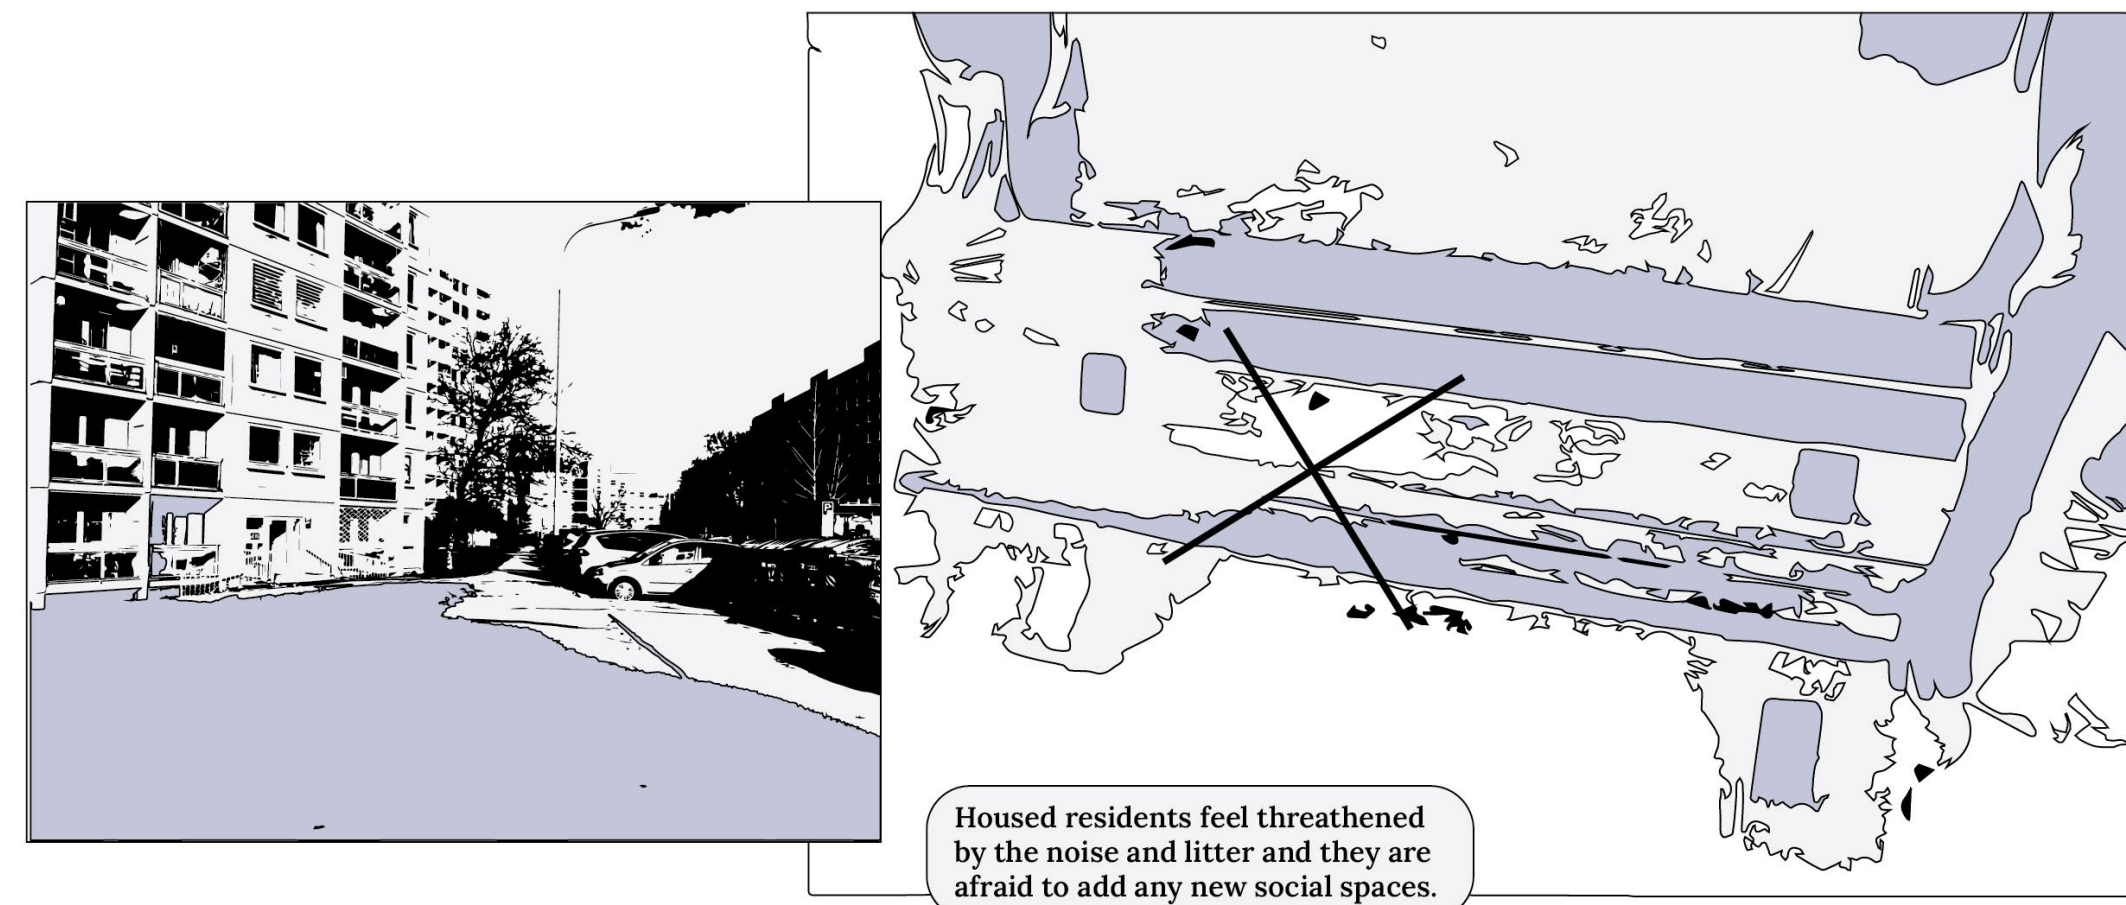 Housed residents feel threathened
by the noise and litter and they are
afraid to add any new social spaces.